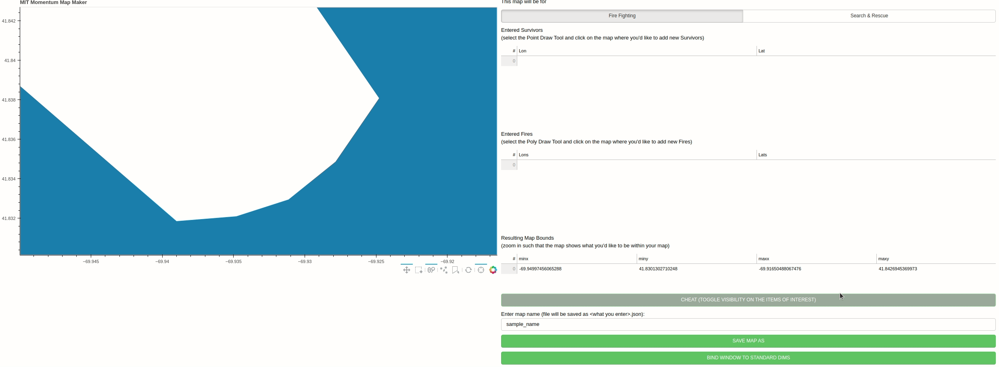 MIT Momentum Map Maker
41.842
41.84
41.838
41.836
41.834
41.832
−69.945 −69.94 −69.935 −69.93 −69.925 −69.92
This map will be for
Fire Fighting Search & Rescue
Entered Survivors
(select the Point Draw Tool and click on the map where you'd like to add new Survivors)
# Lon Lat
0
Entered Fires
(select the Poly Draw Tool and click on the map where you'd like to add new Fires)
# Lons Lats
0
Resulting Map Bounds
(zoom in such that the map shows what you'd like to be within your map)
# minx miny maxx maxy
0 -69.94997456065288 41.8301302710248 -69.91650488067476 41.8426945369973
CHEAT (TOGGLE VISIBILITY ON THE ITEMS OF INTEREST)
Enter map name (file will be saved as <what you enter>.json):
sample_name
SAVE MAP AS
BIND WINDOW TO STANDARD DIMS